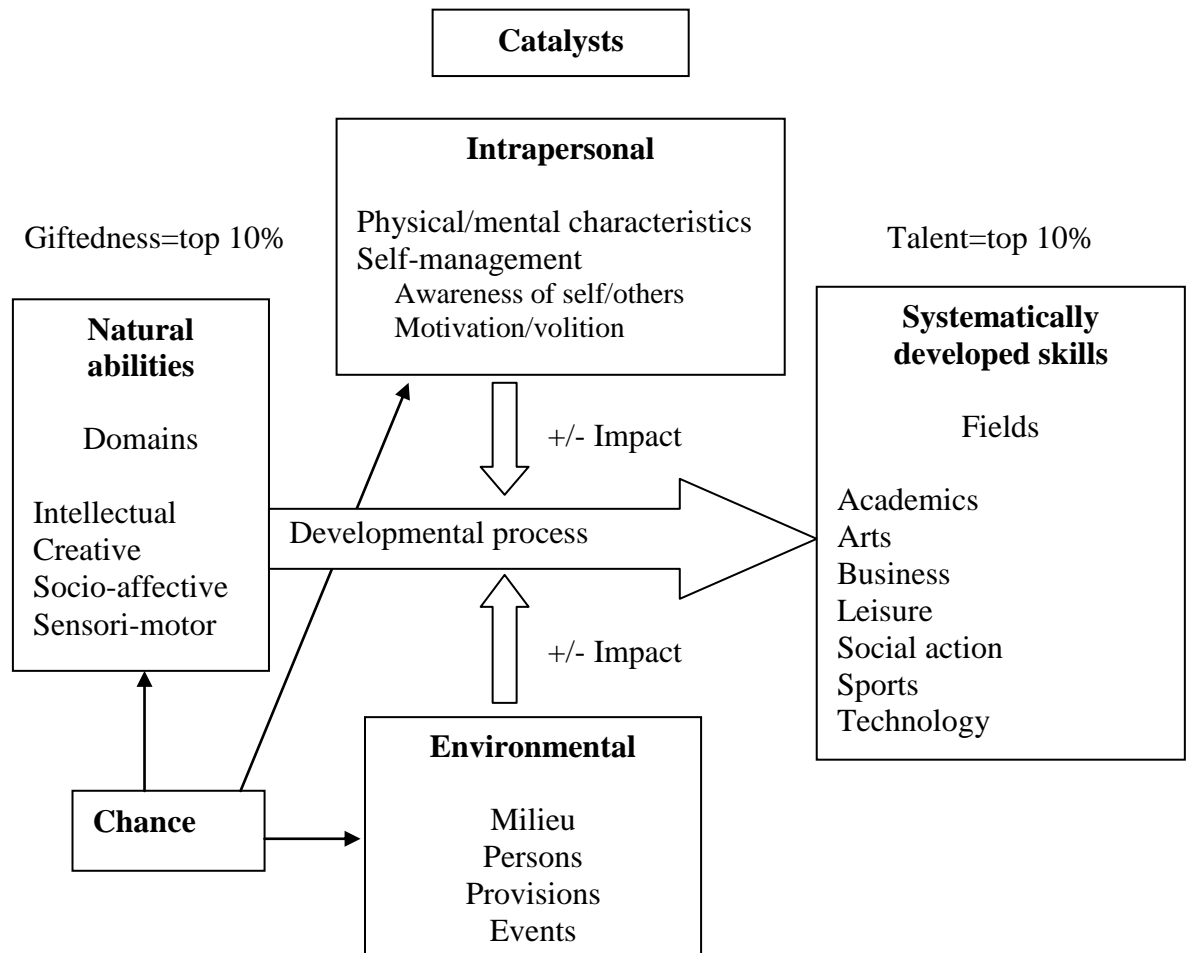 Catalysts
Intrapersonal
Physical/mental characteristics
Self-management
Awareness of self/others
Motivation/volition
Giftedness=top 10%
Talent=top 10%
Natural
abilities
Domains
Intellectual
Creative
Socio-affective
Sensori-motor
+/- Impact
Developmental process
+/- Impact
Systematically
developed skills
Fields
Academics
Arts
Business
Leisure
Social action
Sports
Technology
Chance
Environmental
Milieu
Persons
Provisions
Events